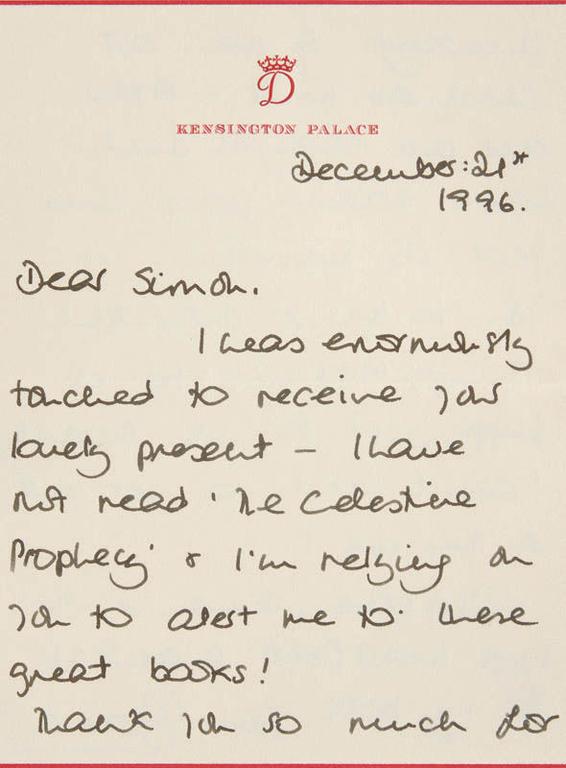 D
KENSINGTON PALACE
December: 21st
1996.
Dear Simon.
I was enormously
touched to receive your
lovely present – I have
not read 'The Celestine
Prophecy' & I'm relying on
you to alert me to these
great books!
Thank you so much for